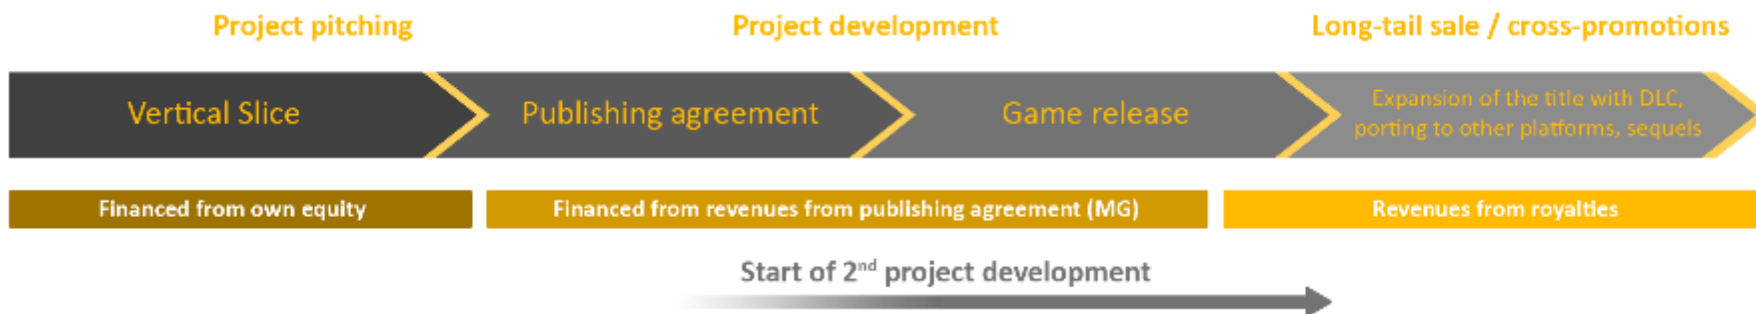 Project pitching
Project development
Long-tail sale / cross-promotions
Vertical Slice
Publishing agreement
Game release
Expansion of the title with DLC,
porting to other platforms, sequels
Financed from own equity
Financed from revenues from publishing agreement (MG)
Revenues from royalties
Start of 2nd project development